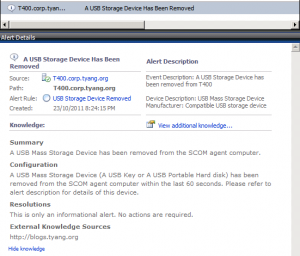 T400.corp.tyan... A USB Storage Device Has Been Removed
Alert Details
A USB Storage Device Has Been Removed
Alert Description
Source: T400.corp.tyang.org
Path: T400.corp.tyang.org
Alert Rule: USB Storage Device Removed
Created: 23/10/2011 8:24:15 PM
Event Description: A USB Storage Device has been removed from T400
Device Description: USB Mass Storage Device
Manufacturer: Compatible USB storage device
Knowledge:
View additional knowledge...
Summary
A USB Mass Storage Device has been removed from the SCOM agent computer.
Configuration
A USB Mass Storage Device (A USB Key or A USB Portable Hard disk) has been
removed from the SCOM agent computer within the last 60 seconds. Please refer to
alert description for details of this device.
Resolutions
This is only an informational alert. No actions are required.
External Knowledge Sources
http://blogs.tyang.org
Hide knowledge